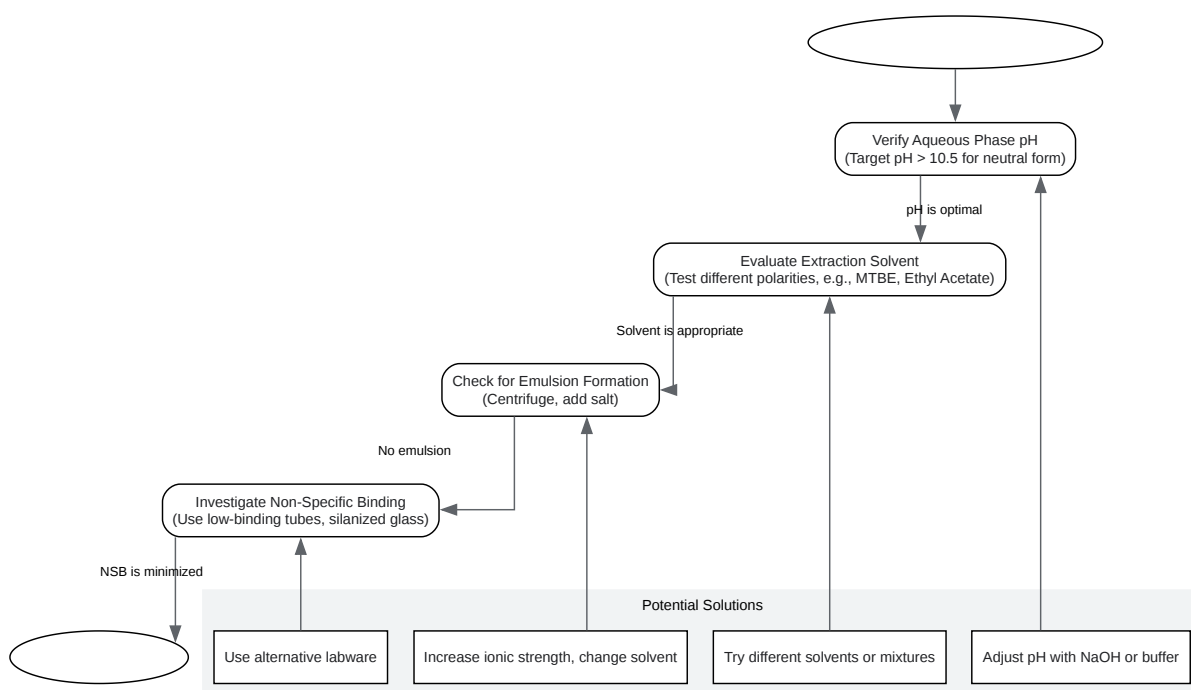 Verify Aqueous Phase pH
(Target pH > 10.5 for neutral form)
pH is optimal
Evaluate Extraction Solvent
(Test different polarities, e.g., MTBE, Ethyl Acetate)
Solvent is appropriate
Check for Emulsion Formation
(Centrifuge, add salt)
No emulsion
Investigate Non-Specific Binding
(Use low-binding tubes, silanized glass)
NSB is minimized
Potential Solutions
Use alternative labware
Increase ionic strength, change solvent
Try different solvents or mixtures
Adjust pH with NaOH or buffer